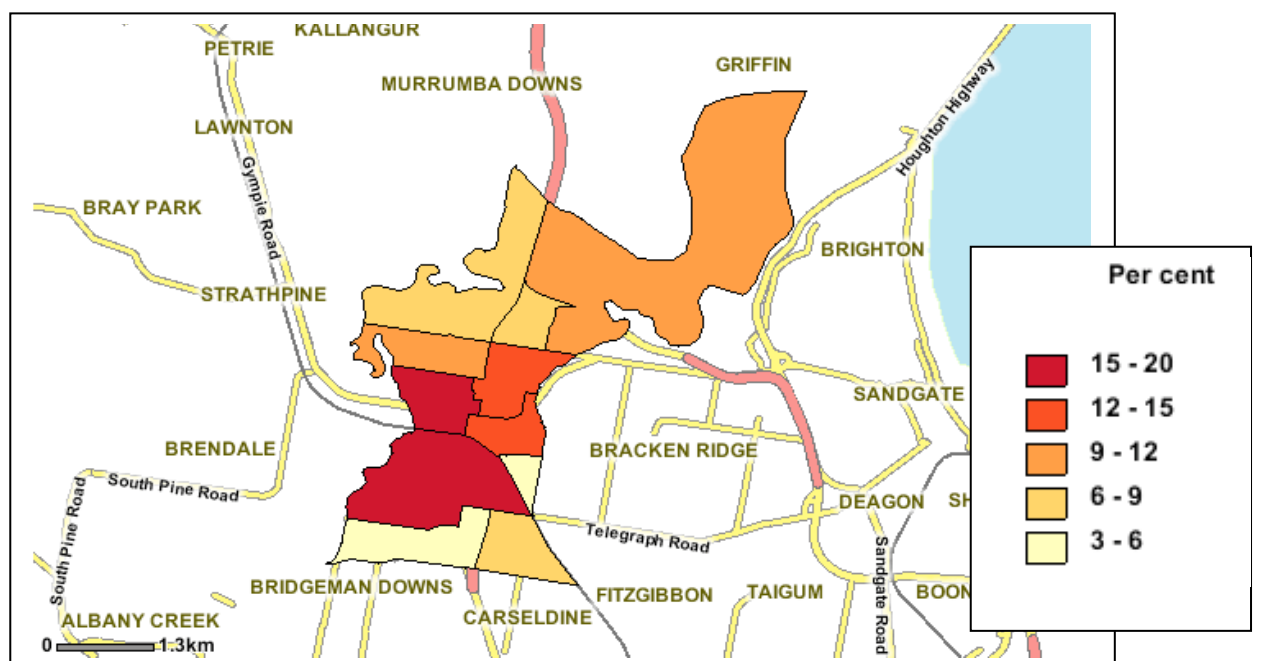 KALLANGUR
PETRIE
GRIFFIN
MURRUMBA DOWNS
LAWNTON
Houghton Highway
Gympie Road
BRAY PARK
BRIGHTON
STRATHPINE
Per cent
15 - 20
SANDGATE
12 - 15
BRENDALE
BRACKEN RIDGE
9 - 12
South Pine Road
DEAGON
SH
6 - 9
South Pine Road
Telegraph Road
3 - 6
Sandgate Road
BRIDGEMAN DOWNS
FITZGIBBON
TAIGUM
BOON
ALBANY CREEK
CARSELDINE
0
1.3km